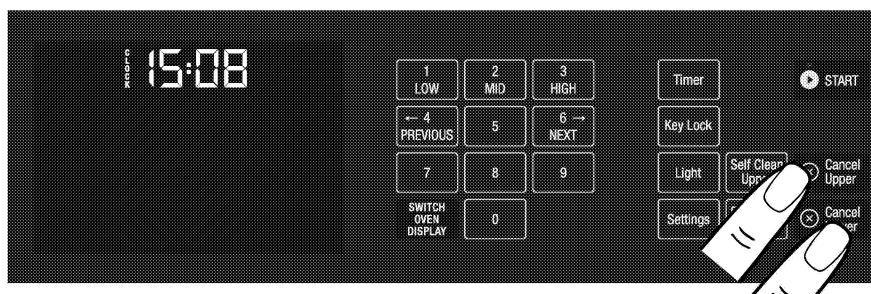 CLOCK
15:08
1
LOW
2
MID
3
HIGH
Timer
START
← 4
PREVIOUS
5
6 →
NEXT
Key Lock
7
8
9
Light
Self Clean
Cancel
Upper
SWITCH
OVEN
DISPLAY
0
Settings
Cancel